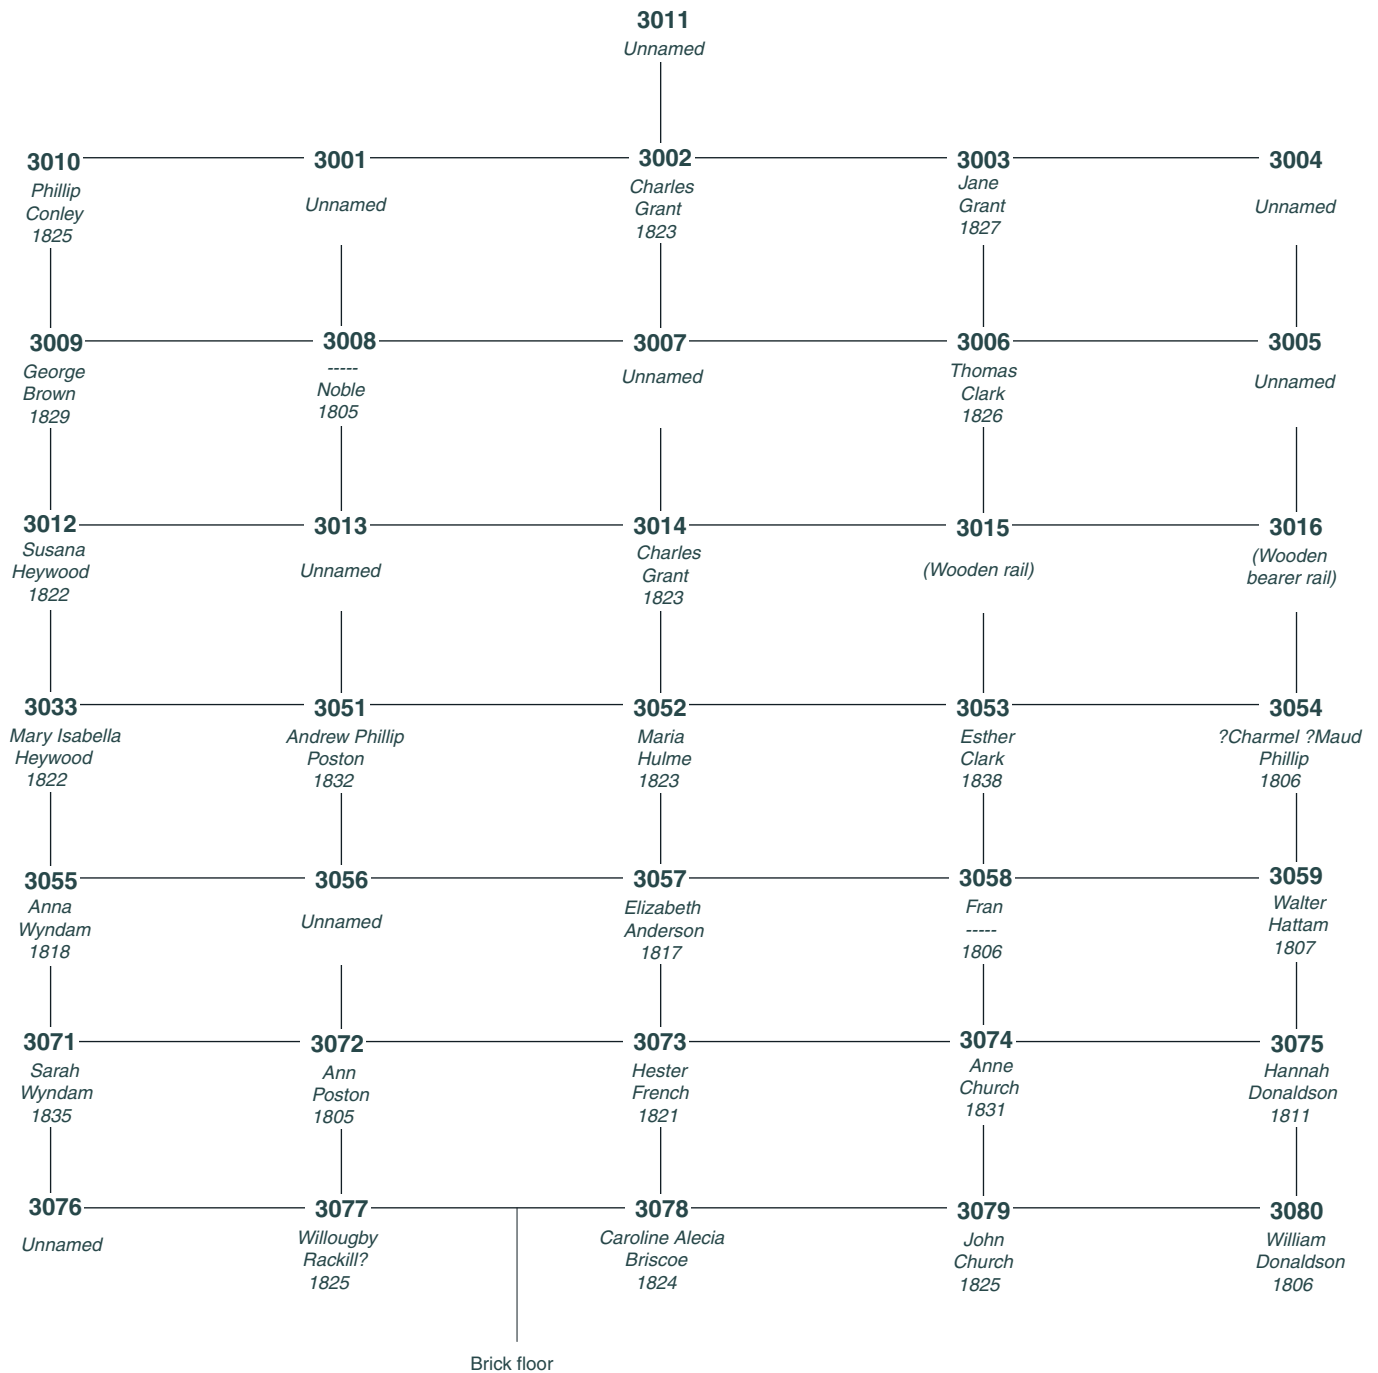 3011
Unnamed
3010
Phillip
Conley
1825
3001
Unnamed
3002
Charles
Grant
1823
3003
Jane
Grant
1827
3004
Unnamed
3009
George
Brown
1829
3008
-----
Noble
1805
3007
Unnamed
3006
Thomas
Clark
1826
3005
Unnamed
3012
Susana
Heywood
1822
3013
Unnamed
3014
Charles
Grant
1823
3015
(Wooden rail)
3016
(Wooden
bearer rail)
3033
Mary Isabella
Heywood
1822
3051
Andrew Phillip
Poston
1832
3052
Maria
Hulme
1823
3053
Esther
Clark
1838
3054
?Charmel ?Maud
Phillip
1806
3055
Anna
Wyndam
1818
3056
Unnamed
3057
Elizabeth
Anderson
1817
3058
Fran
-----
1806
3059
Walter
Hattam
1807
3071
Sarah
Wyndam
1835
3072
Ann
Poston
1805
3073
Hester
French
1821
3074
Anne
Church
1831
3075
Hannah
Donaldson
1811
3076
Unnamed
3077
Willougby
Rackill?
1825
3078
Caroline Alecia
Briscoe
1824
3079
John
Church
1825
3080
William
Donaldson
1806
Brick floor